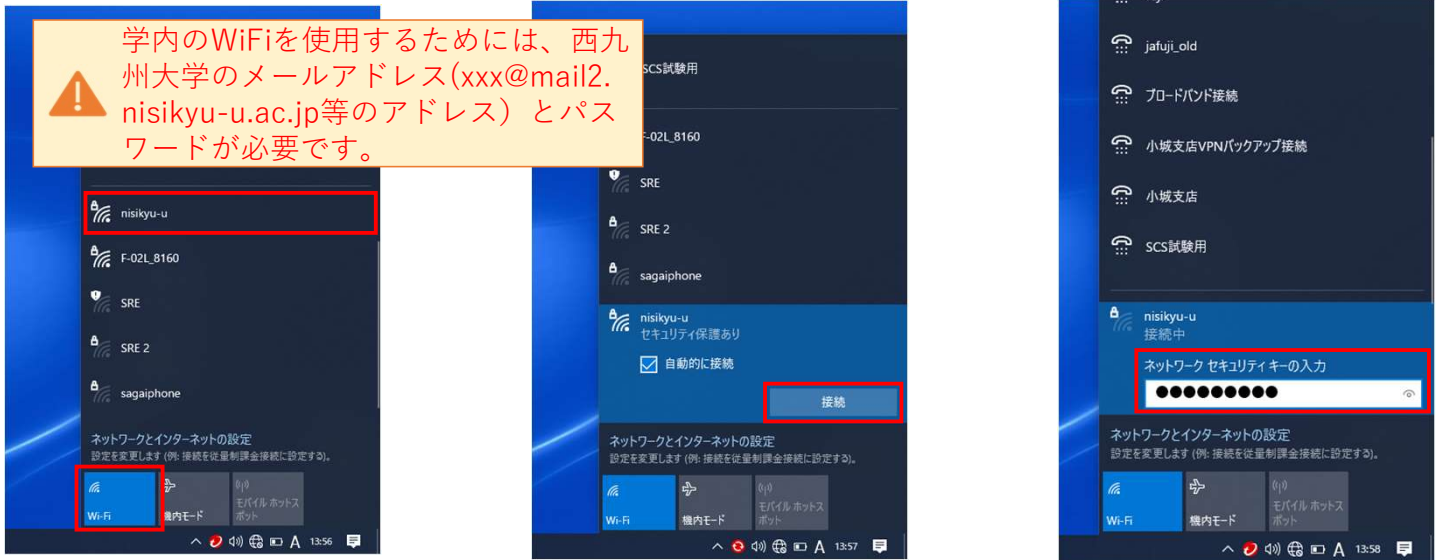 学内のWiFiを使用するためには、西九
州大学のメールアドレス(xxx@mail2.
nisikyu-u.ac.jp等のアドレス）とパス
ワードが必要です。
nisikyu-u
F-02L_8160
SRE
SRE 2
sagaiphone
ネットワークとインターネットの設定
設定を変更します (例: 接続を従量制課金接続に設定する)。
Wi-Fi
機内モード
モバイル ホットス
ポット
A 13:56
SCS試験用
F-02L_8160
SRE
SRE 2
sagaiphone
nisikyu-u
セキュリティ保護あり
自動的に接続
接続
ネットワークとインターネットの設定
設定を変更します (例: 接続を従量制課金接続に設定する)。
Wi-Fi
機内モード
モバイル ホットス
ポット
A 13:57
jafuji_old
ブロードバンド接続
小城支店VPNバックアップ接続
小城支店
SCS試験用
nisikyu-u
接続中
ネットワーク セキュリティ キーの入力
●●●●●●●●●
ネットワークとインターネットの設定
設定を変更します (例: 接続を従量制課金接続に設定する)。
Wi-Fi
機内モード
モバイル ホットス
ポット
A 13:58